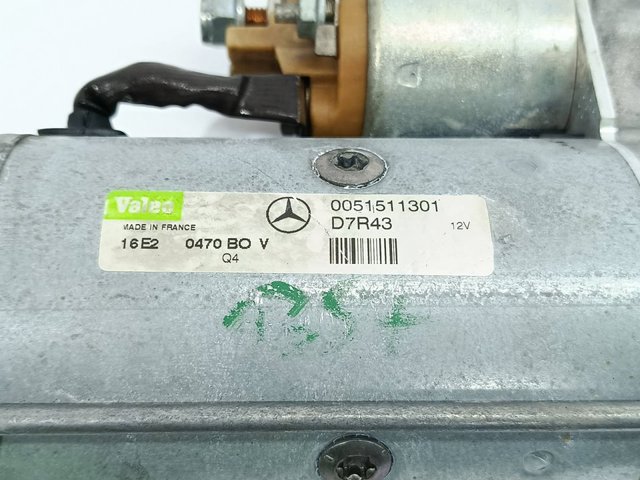 Valeo
MADE IN FRANCE
16E2 0470 BO V
Q4
0051511301
D7R43 12V